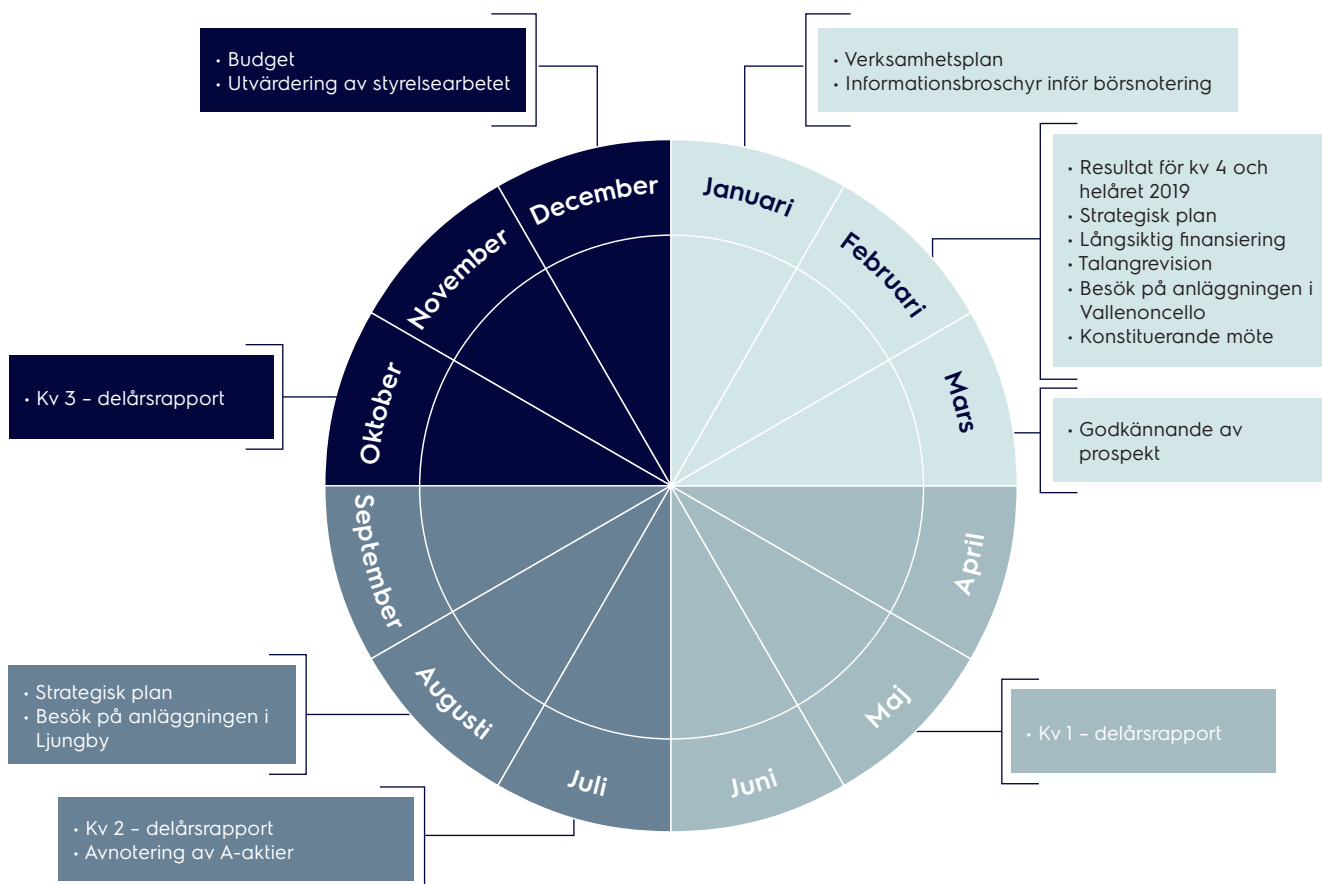 • Budget
• Utvärdering av styrelsearbetet
• Verksamhetsplan
• Informationsbroschyr inför börsnotering
• Resultat för kv 4 och
helåret 2019
• Strategisk plan
• Långsiktig finansiering
• Talangrevision
• Besök på anläggningen i
Vallenoncello
• Konstituerande möte
• Godkännande av
prospekt
• Kv 1 – delårsrapport
• Kv 2 – delårsrapport
• Avnotering av A-aktier
• Strategisk plan
• Besök på anläggningen i
Ljungby
• Kv 3 – delårsrapport
Januari
Februari
Mars
April
Maj
Juni
Juli
Augusti
September
Oktober
November
December